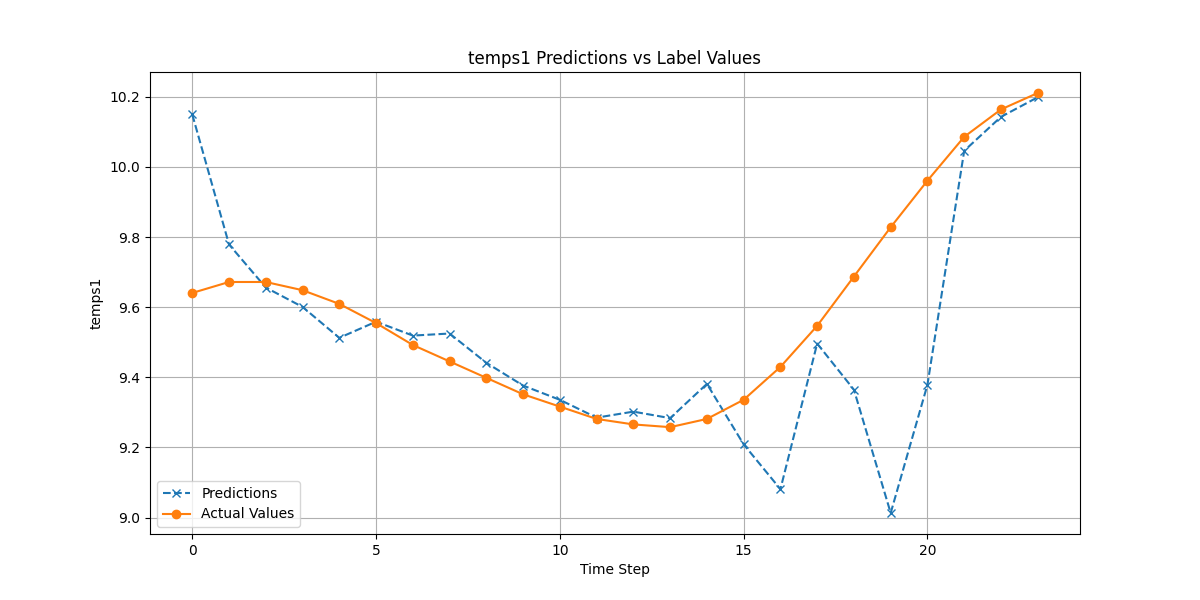 temps1 Predictions vs Label Values
temps1
10.2
10.0
9.8
9.6
9.4
9.2
9.0
Predictions
Actual Values
0 5 10 15 20
Time Step